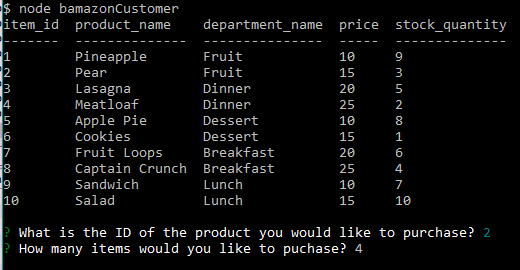 $ node bamazonCustomer
item_id  product_name    department_name  price  stock_quantity
-------  --------------  ---------------  -----  --------------
1        Pineapple       Fruit            10     9
2        Pear            Fruit            15     3
3        Lasagna         Dinner           20     5
4        Meatloaf        Dinner           25     2
5        Apple Pie       Dessert          10     8
6        Cookies         Dessert          15     1
7        Fruit Loops     Breakfast        20     6
8        Captain Crunch  Breakfast        25     4
9        Sandwich        Lunch            10     7
10       Salad           Lunch            15     10
? What is the ID of the product you would like to purchase? 2
? How many items would you like to puchase? 4